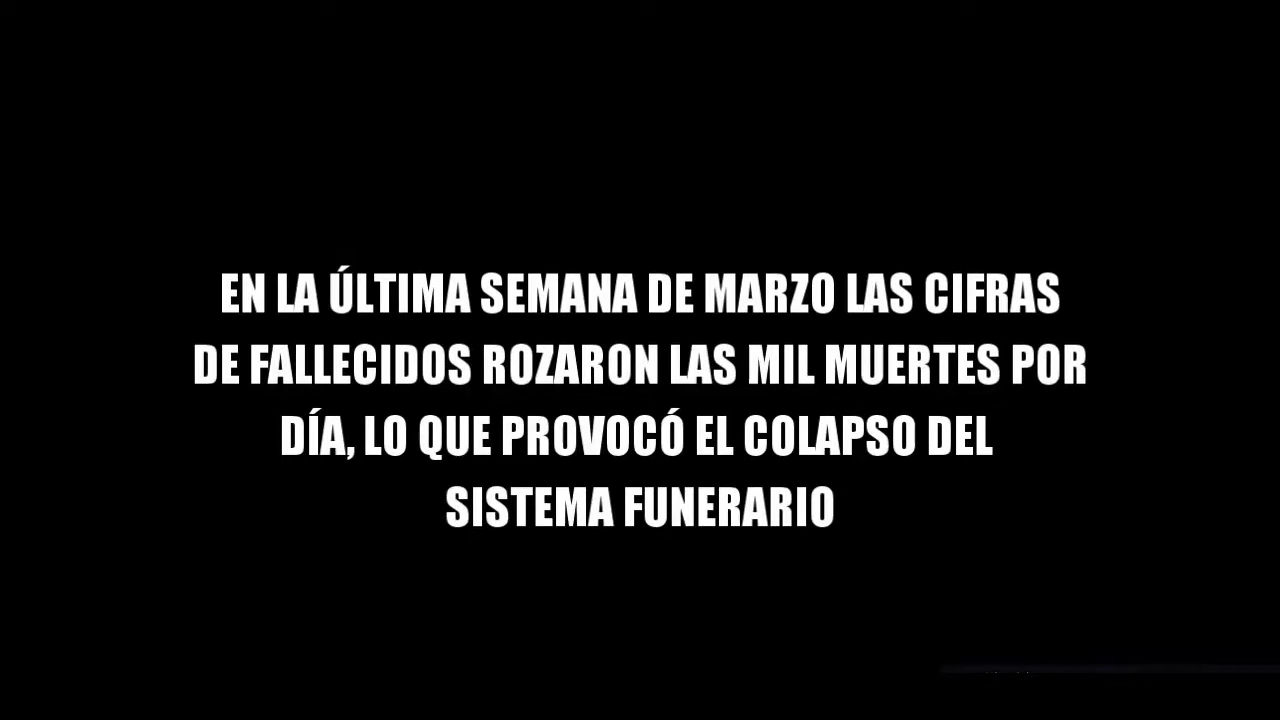 EN LA ÚLTIMA SEMANA DE MARZO LAS CIFRAS
DE FALLECIDOS ROZARON LAS MIL MUERTES POR
DÍA, LO QUE PROVOCÓ EL COLAPSO DEL
SISTEMA FUNERARIO